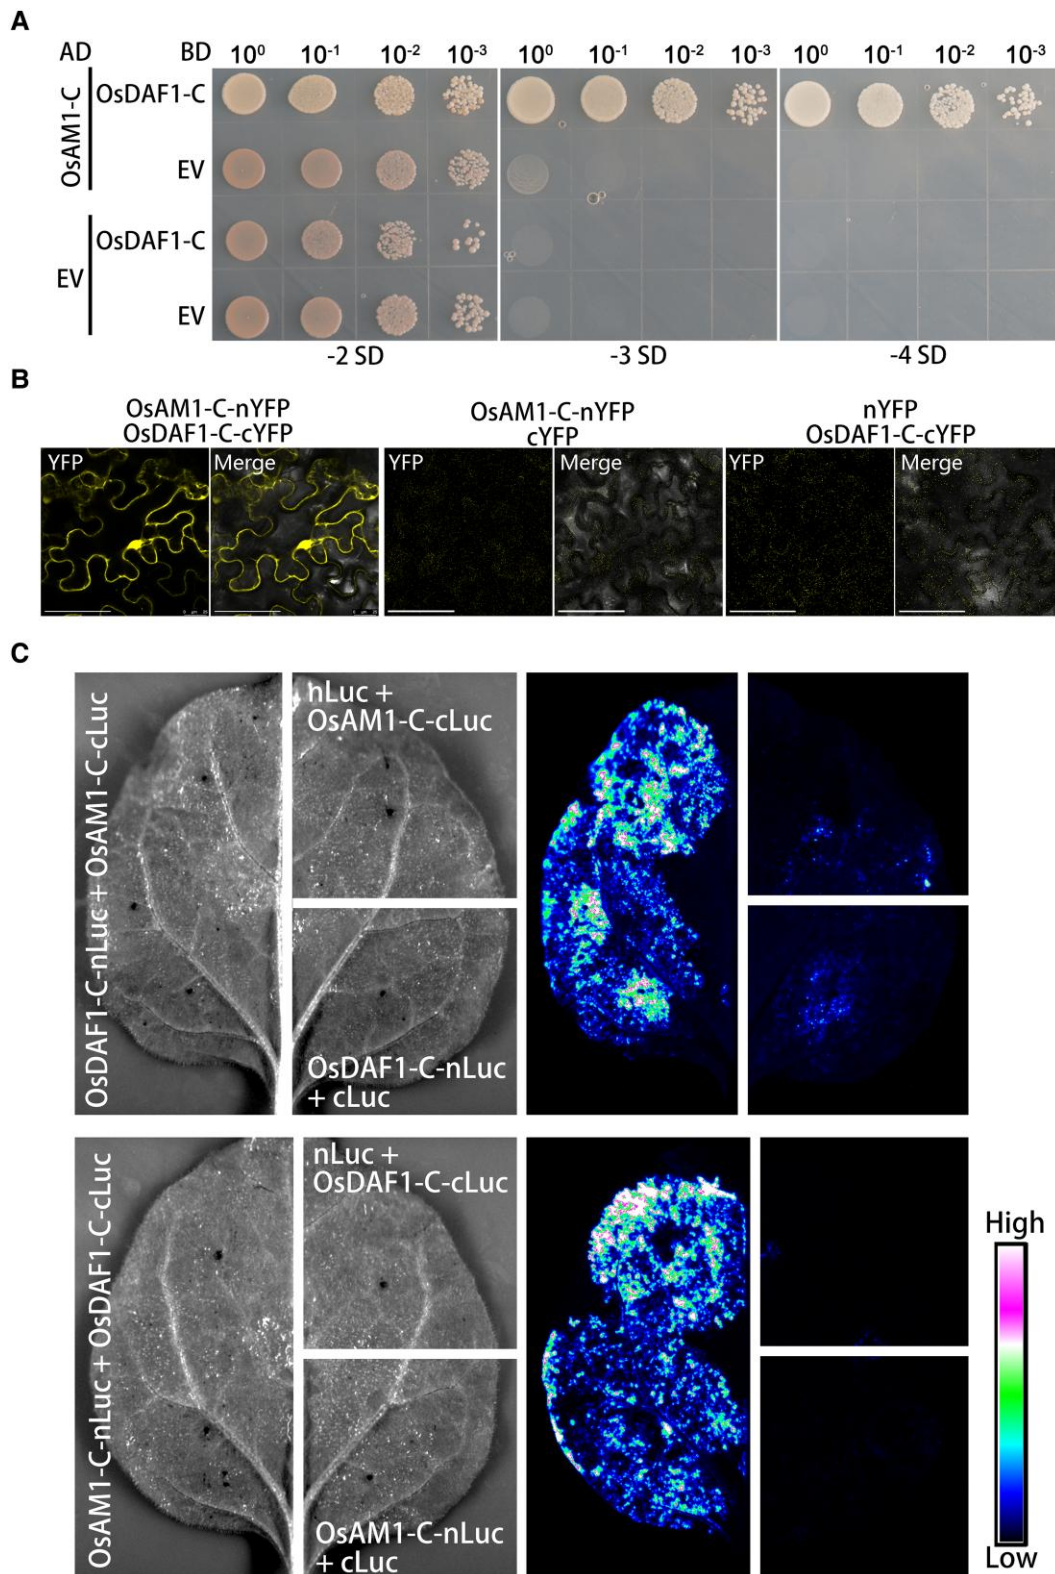 A
AD BD 10⁰ 10⁻¹ 10⁻² 10⁻³ 10⁰ 10⁻¹ 10⁻² 10⁻³ 10⁰ 10⁻¹ 10⁻² 10⁻³
OsAM1-C
OsDAF1-C
EV
EV
OsDAF1-C
EV
-2 SD -3 SD -4 SD
B
OsAM1-C-nYFP
OsDAF1-C-cYFP
OsAM1-C-nYFP
cYFP
nYFP
OsDAF1-C-cYFP
YFP Merge YFP Merge YFP Merge
C
OsDAF1-C-nLuc + OsAM1-C-cLuc
nLuc +
OsAM1-C-cLuc
OsDAF1-C-nLuc
+ cLuc
OsAM1-C-nLuc + OsDAF1-C-cLuc
nLuc +
OsDAF1-C-cLuc
OsAM1-C-nLuc
+ cLuc
High
Low